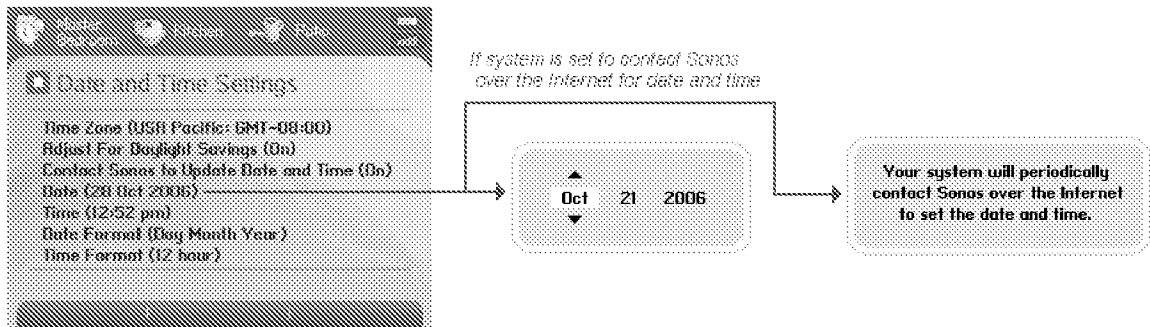 Master
Bedroom
Kitchen
Date and Time Settings
Time Zone (USA Pacific: GMT-08:00)
Adjust For Daylight Savings (On)
Contact Sonos to Update Date and Time (On)
Date (28 Oct 2006)
Time (12:52 pm)
Date Format (Day Month Year)
Time Format (12 hour)
If system is set to contact Sonos
over the Internet for date and time
Oct 21 2006
Your system will periodically
contact Sonos over the Internet
to set the date and time.